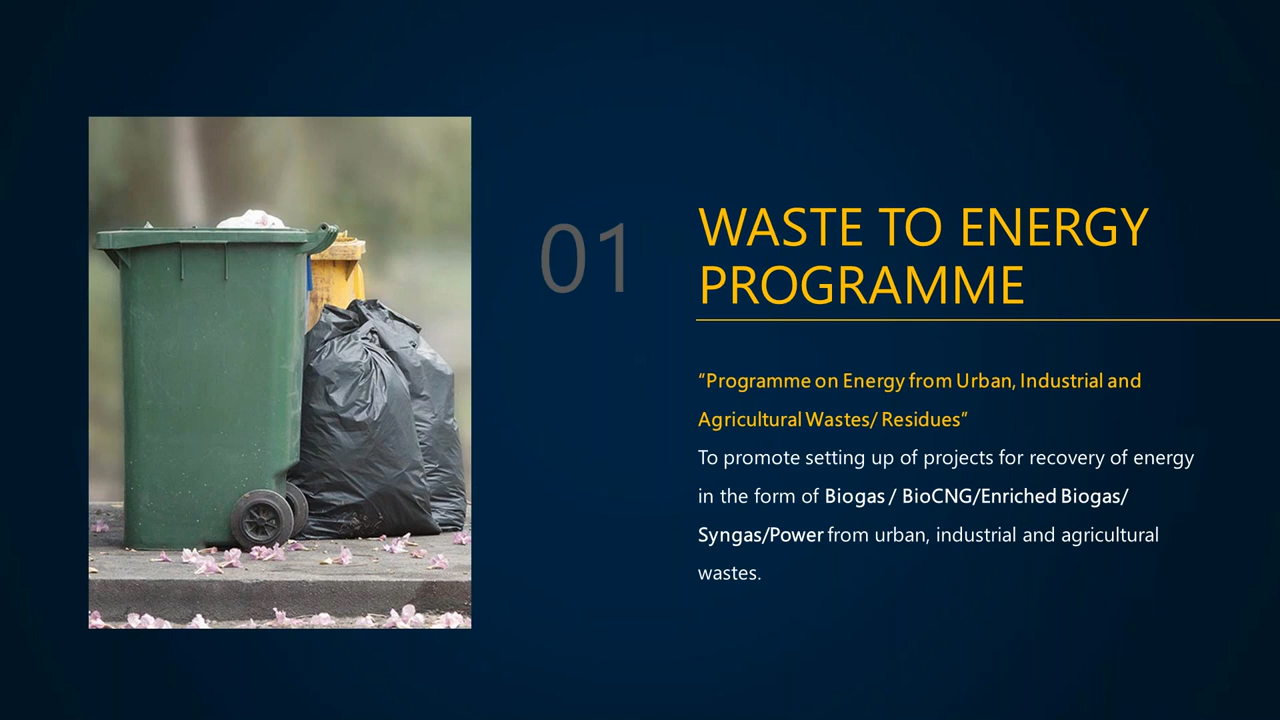 01
WASTE TO ENERGY
PROGRAMME
“Programme on Energy from Urban, Industrial and
Agricultural Wastes/ Residues”
To promote setting up of projects for recovery of energy
in the form of Biogas / BioCNG/Enriched Biogas/
Syngas/Power from urban, industrial and agricultural
wastes.